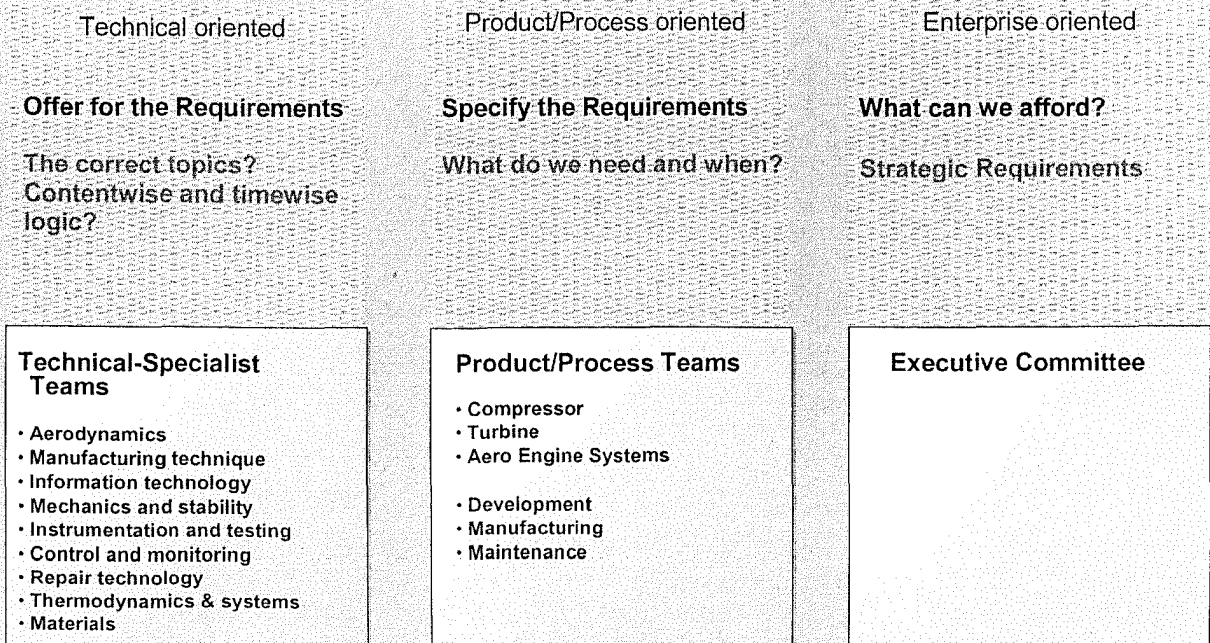 Technical oriented
Offer for the Requirements
The correct topics?
Contentwise and timewise
logic?
Technical-Specialist
Teams
· Aerodynamics
· Manufacturing technique
· Information technology
· Mechanics and stability
· Instrumentation and testing
· Control and monitoring
· Repair technology
· Thermodynamics & systems
· Materials
Product/Process oriented
Specify the Requirements
What do we need and when?
Product/Process Teams
· Compressor
· Turbine
· Aero Engine Systems
· Development
· Manufacturing
· Maintenance
Enterprise oriented
What can we afford?
Strategic Requirements
Executive Committee